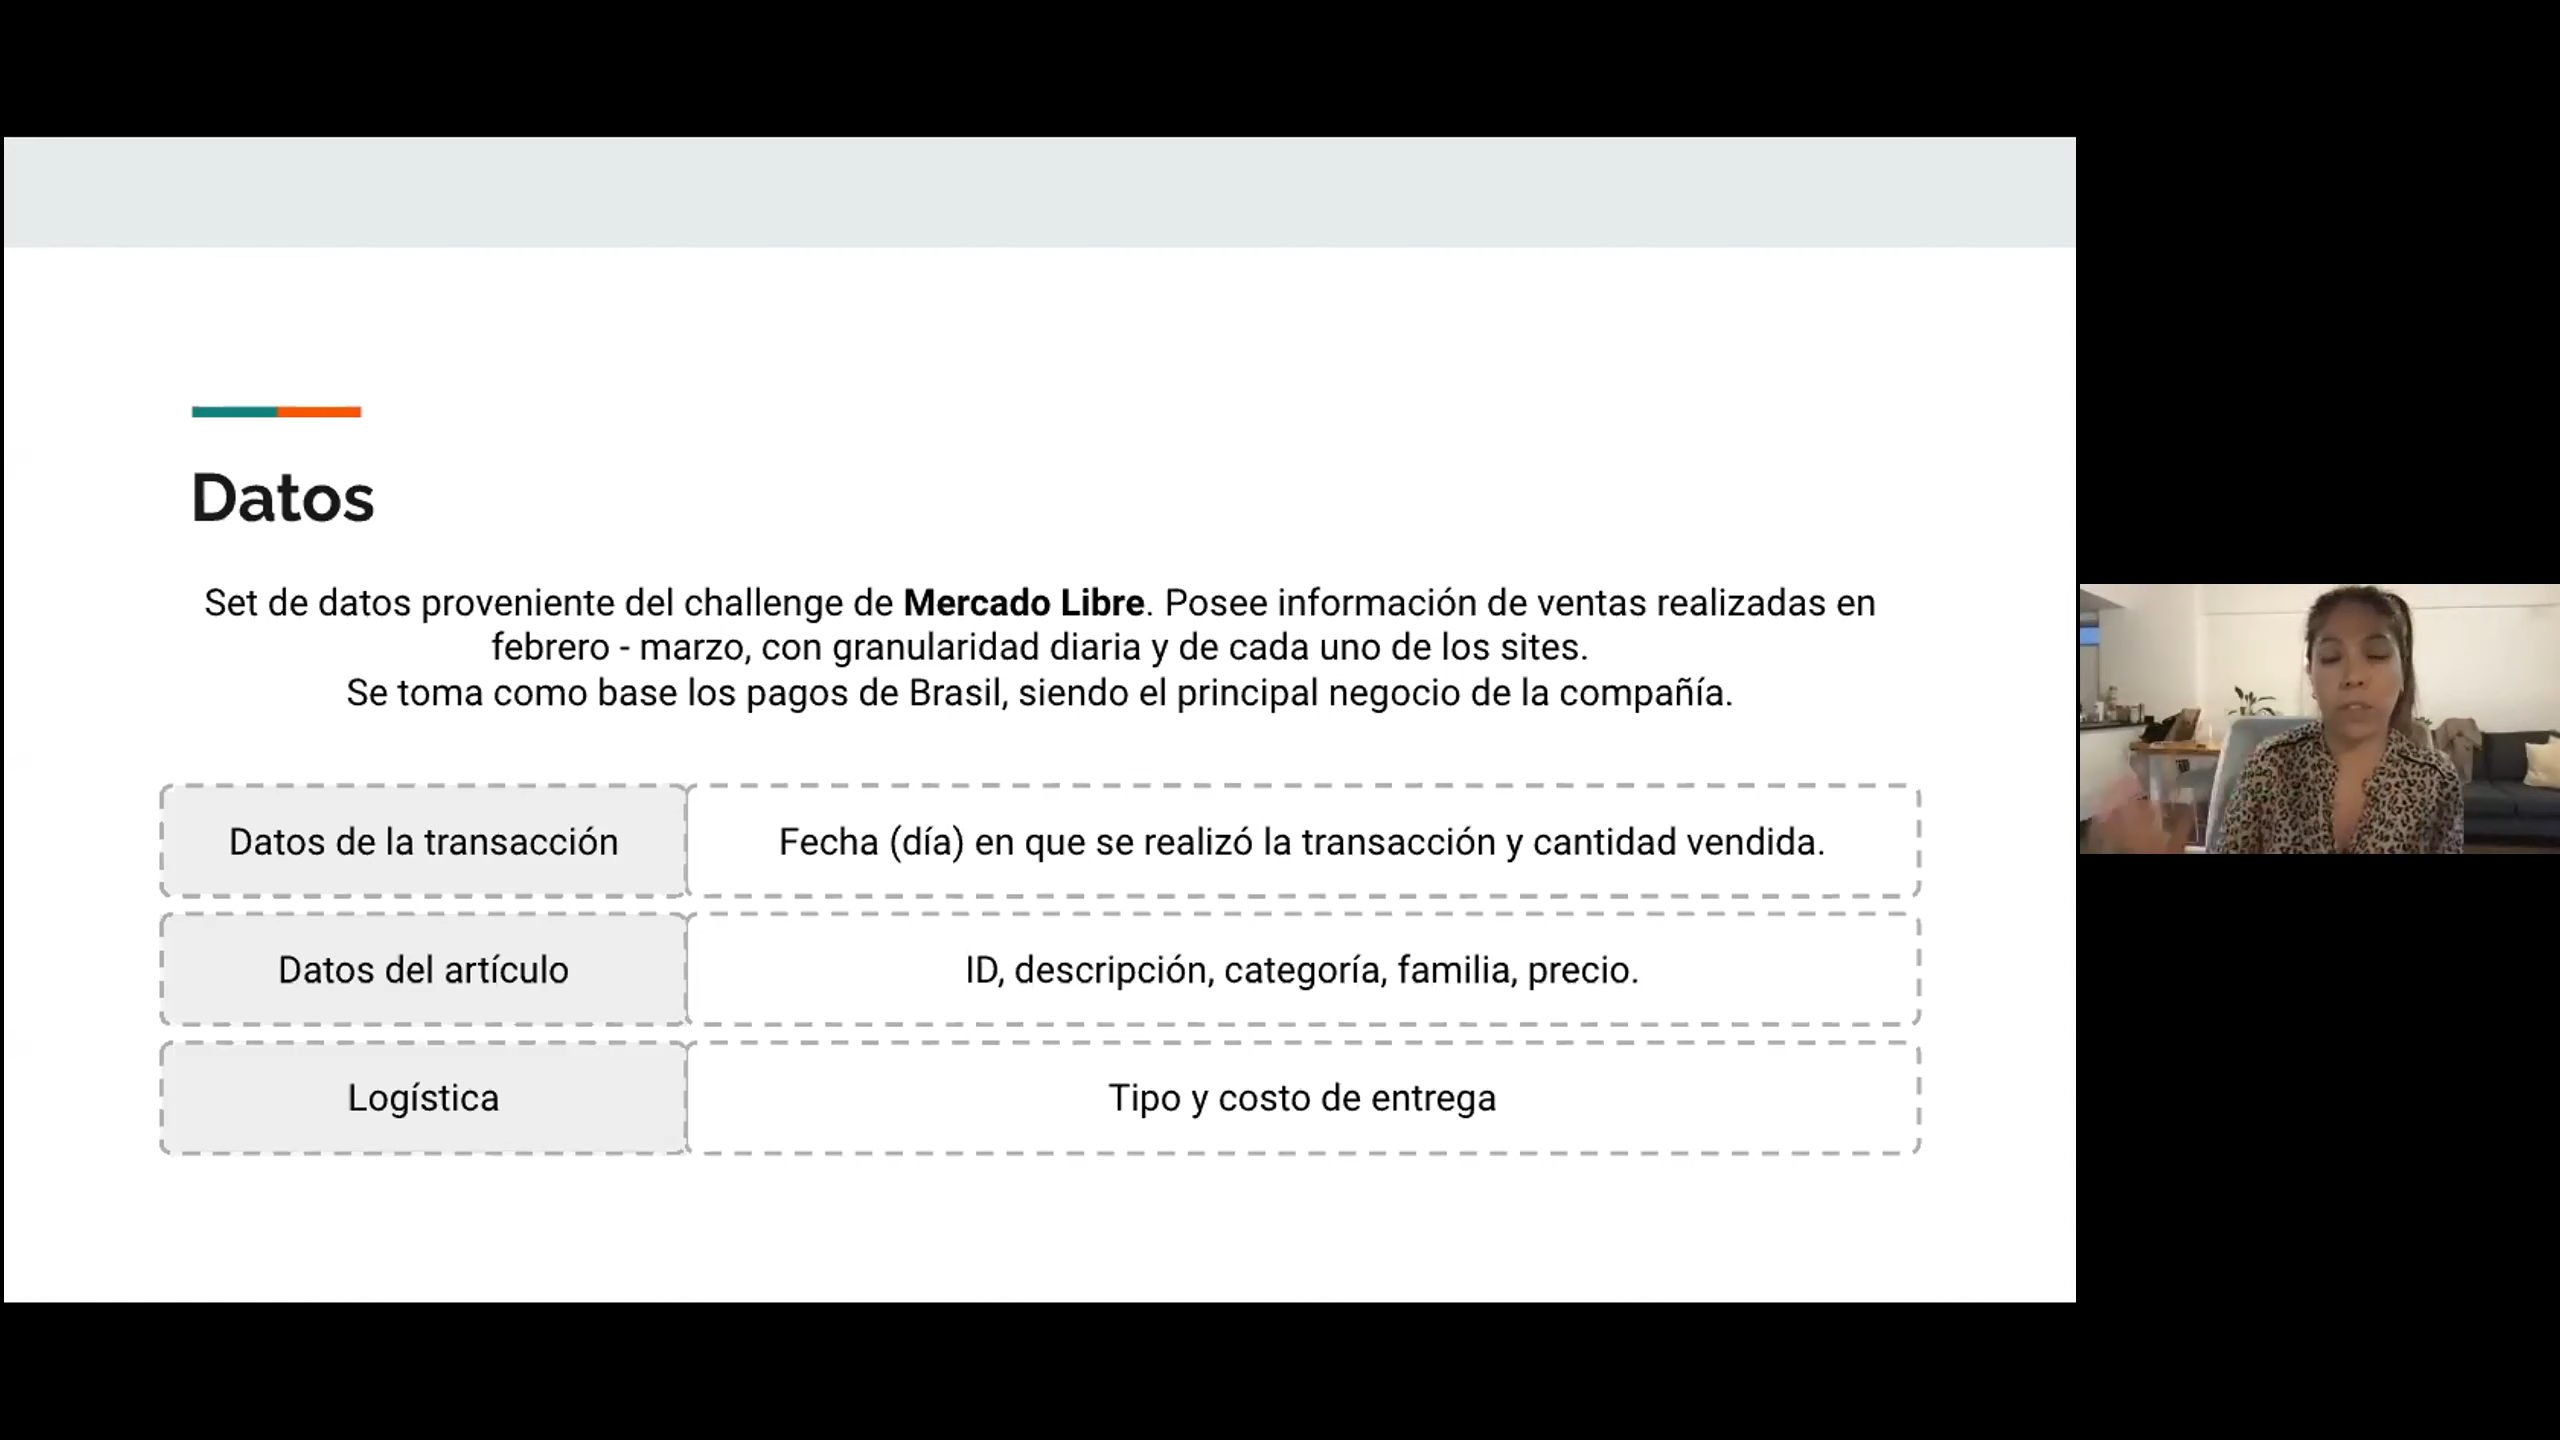 Datos
Set de datos proveniente del challenge de Mercado Libre. Posee información de ventas realizadas en
febrero - marzo, con granularidad diaria y de cada uno de los sites.
Se toma como base los pagos de Brasil, siendo el principal negocio de la compañía.
Datos de la transacción
Fecha (día) en que se realizó la transacción y cantidad vendida.
Datos del artículo
ID, descripción, categoría, familia, precio.
Logística
Tipo y costo de entrega